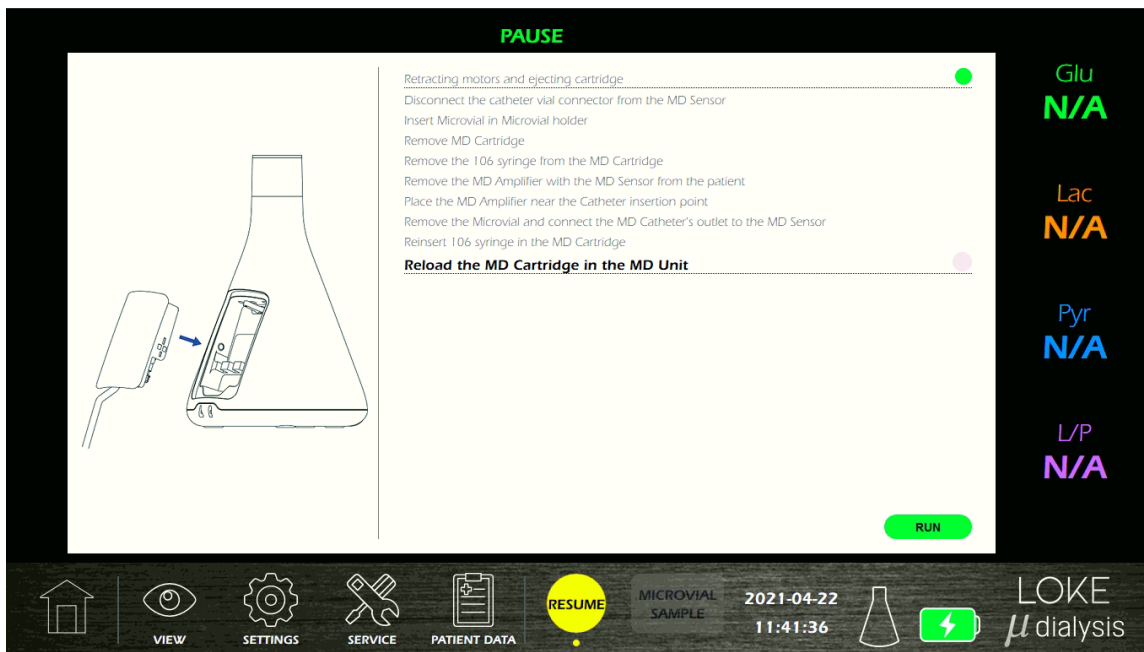 PAUSE
Retracting motors and ejecting cartridge
Disconnect the catheter vial connector from the MD Sensor
Insert Microvial in Microvial holder
Remove MD Cartridge
Remove the 106 syringe from the MD Cartridge
Remove the MD Amplifier with the MD Sensor from the patient
Place the MD Amplifier near the Catheter insertion point
Remove the Microvial and connect the MD Catheter's outlet to the MD Sensor
Reinsert 106 syringe in the MD Cartridge
Reload the MD Cartridge in the MD Unit
RUN
Glu
N/A
Lac
N/A
Pyr
N/A
L/P
N/A
VIEW
SETTINGS
SERVICE
PATIENT DATA
RESUME
MICROVIAL
SAMPLE
2021-04-22
11:41:36
LOKE
μ dialysis